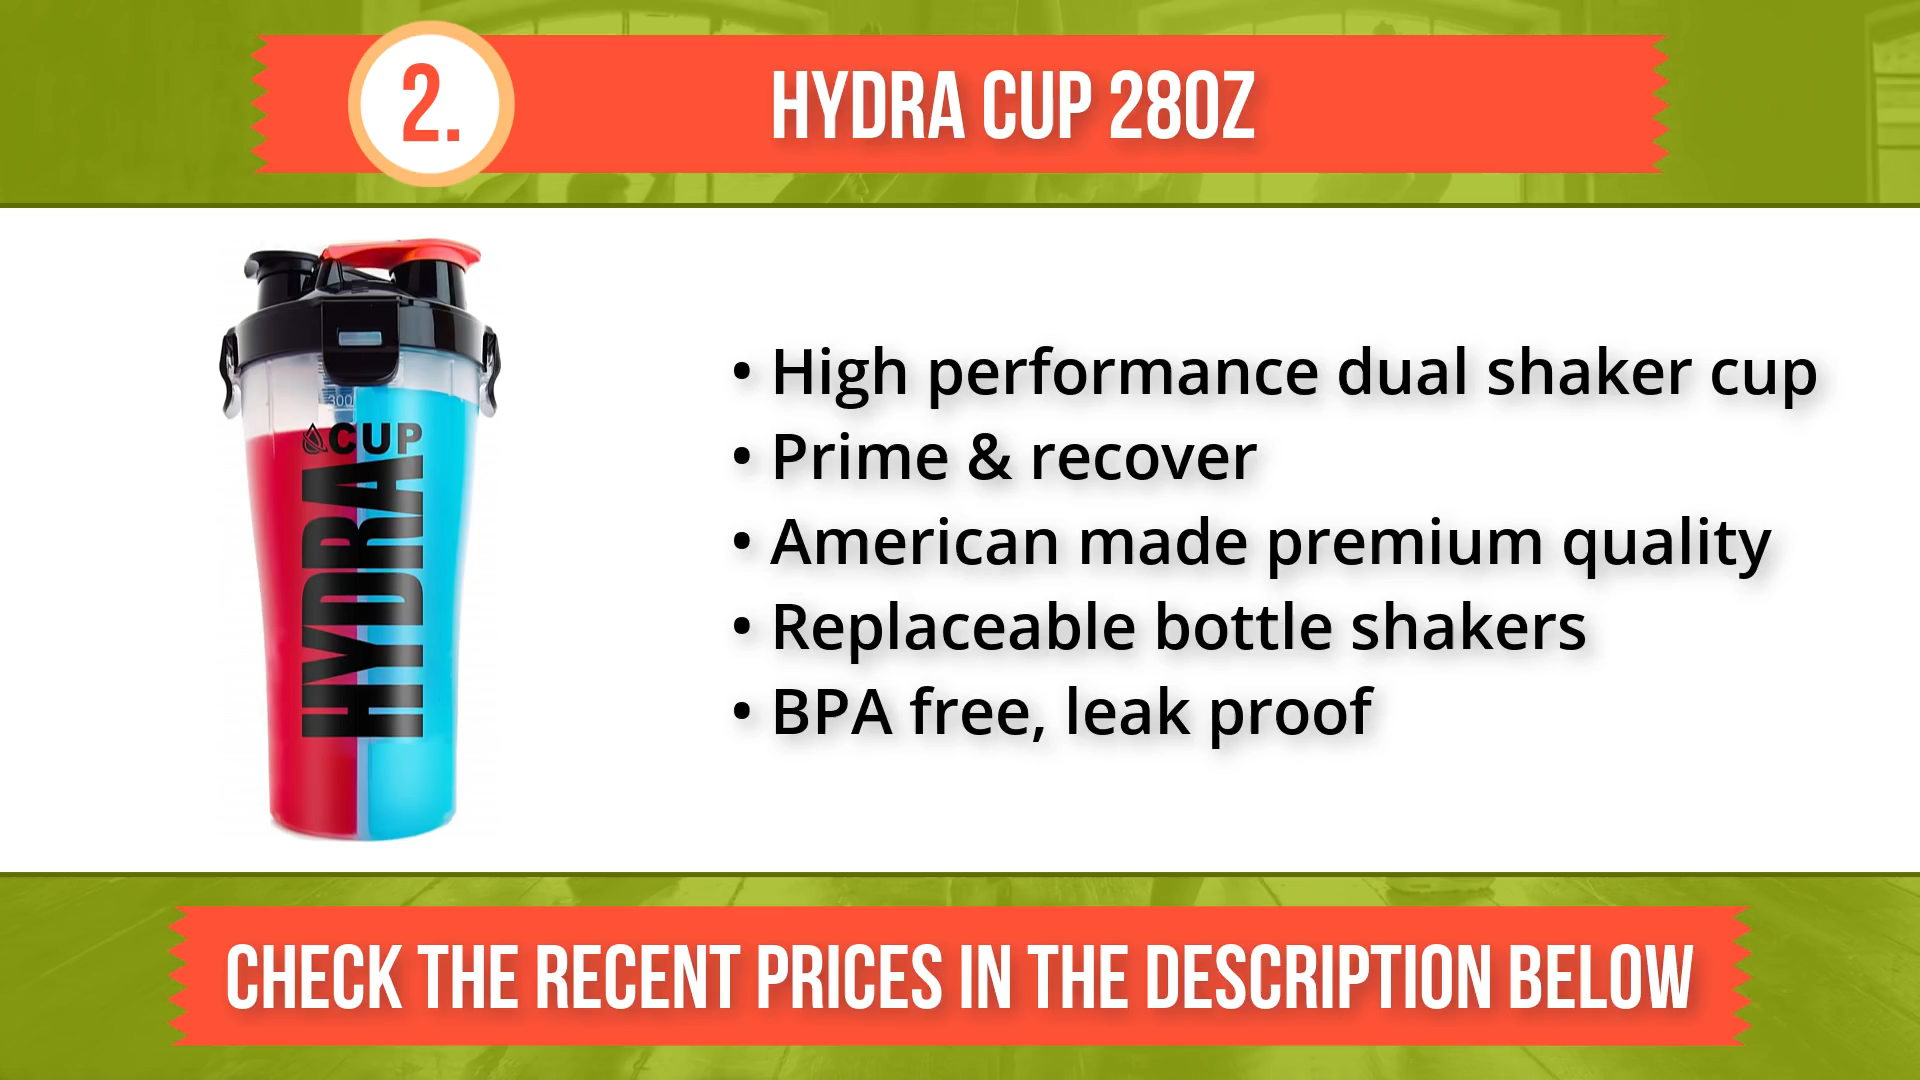 2.
HYDRA CUP 28OZ
300
CUP
HYDRA
• High performance dual shaker cup
• Prime & recover
• American made premium quality
• Replaceable bottle shakers
• BPA free, leak proof
CHECK THE RECENT PRICES IN THE DESCRIPTION BELOW